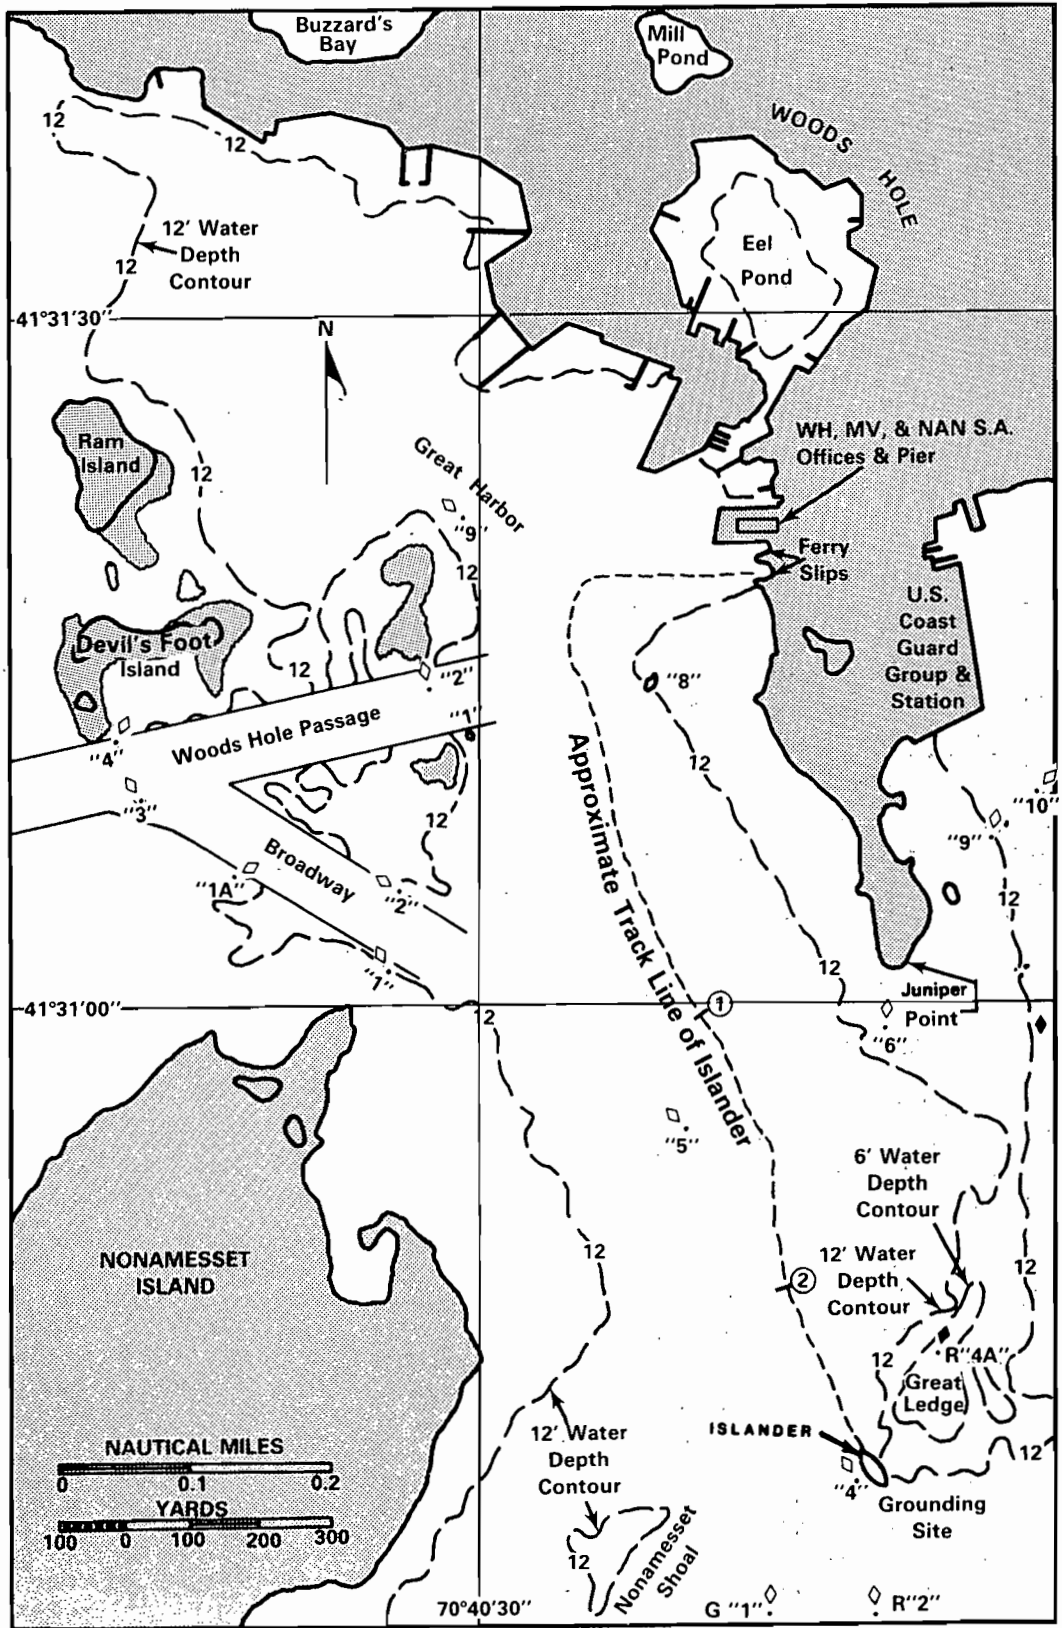 Buzzard's
Bay
Mill
Pond
WOODS
HOLE
12
12
12' Water
Depth
Contour
12
Eel
Pond
41°31'30"
N
WH, MV, & NAN S.A.
Offices & Pier
Ram
Island
12
Great Harbor
"9"
12
Ferry
Slips
U.S.
Coast
Guard
Group &
Station
Devil's Foot
Island
12
"2"
"8"
"1"
Woods Hole Passage
"4"
"3"
12
12
"10"
"9"
Broadway
"1A"
"2"
12
"1"
12
Approximate Track Line of Islander
Juniper
Point
41°31'00"
12
1
"6"
"5"
6' Water
Depth
Contour
NONAMESSET
ISLAND
12
12' Water
Depth
Contour
12
2
12
R"4A"
Great
Ledge
ISLANDER
12' Water
Depth
Contour
12
"4"
Grounding
Site
NAUTICAL MILES
0 0.1 0.2
YARDS
100 0 100 200 300
12
Nonamesset
Shoal
70°40'30"
G "1"
R"2"